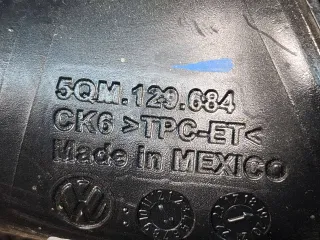 5QM.129.684
CK6 >TPC-ET<
Made in MEXICO